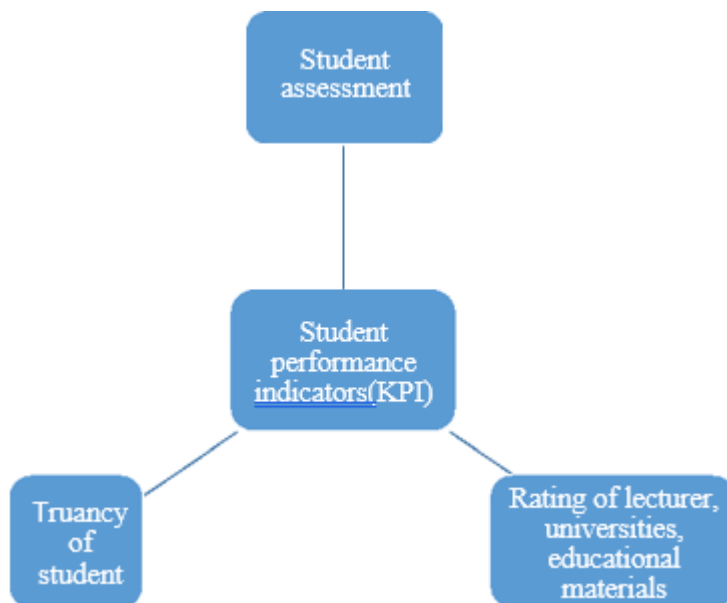 Student
assessment
Student
performance
indicators(KPI)
Truancy
of
student
Rating of lecturer,
universities,
educational
materials